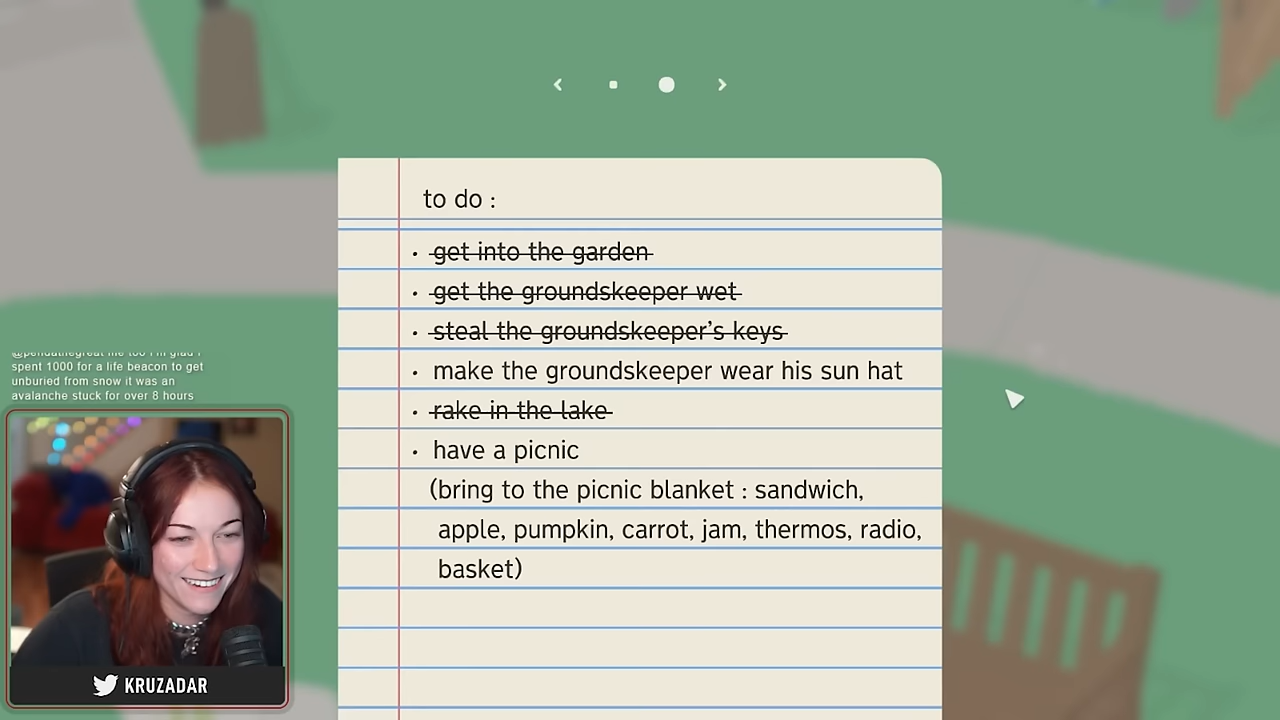 to do :
• get into the garden
• get the groundskeeper wet
• steal the groundskeeper's keys
• make the groundskeeper wear his sun hat
• rake in the lake
• have a picnic
(bring to the picnic blanket : sandwich,
apple, pumpkin, carrot, jam, thermos, radio,
basket)
spent 1000 for a life beacon to get
unburied from snow it was an
avalanche stuck for over 8 hours
KRUZADAR